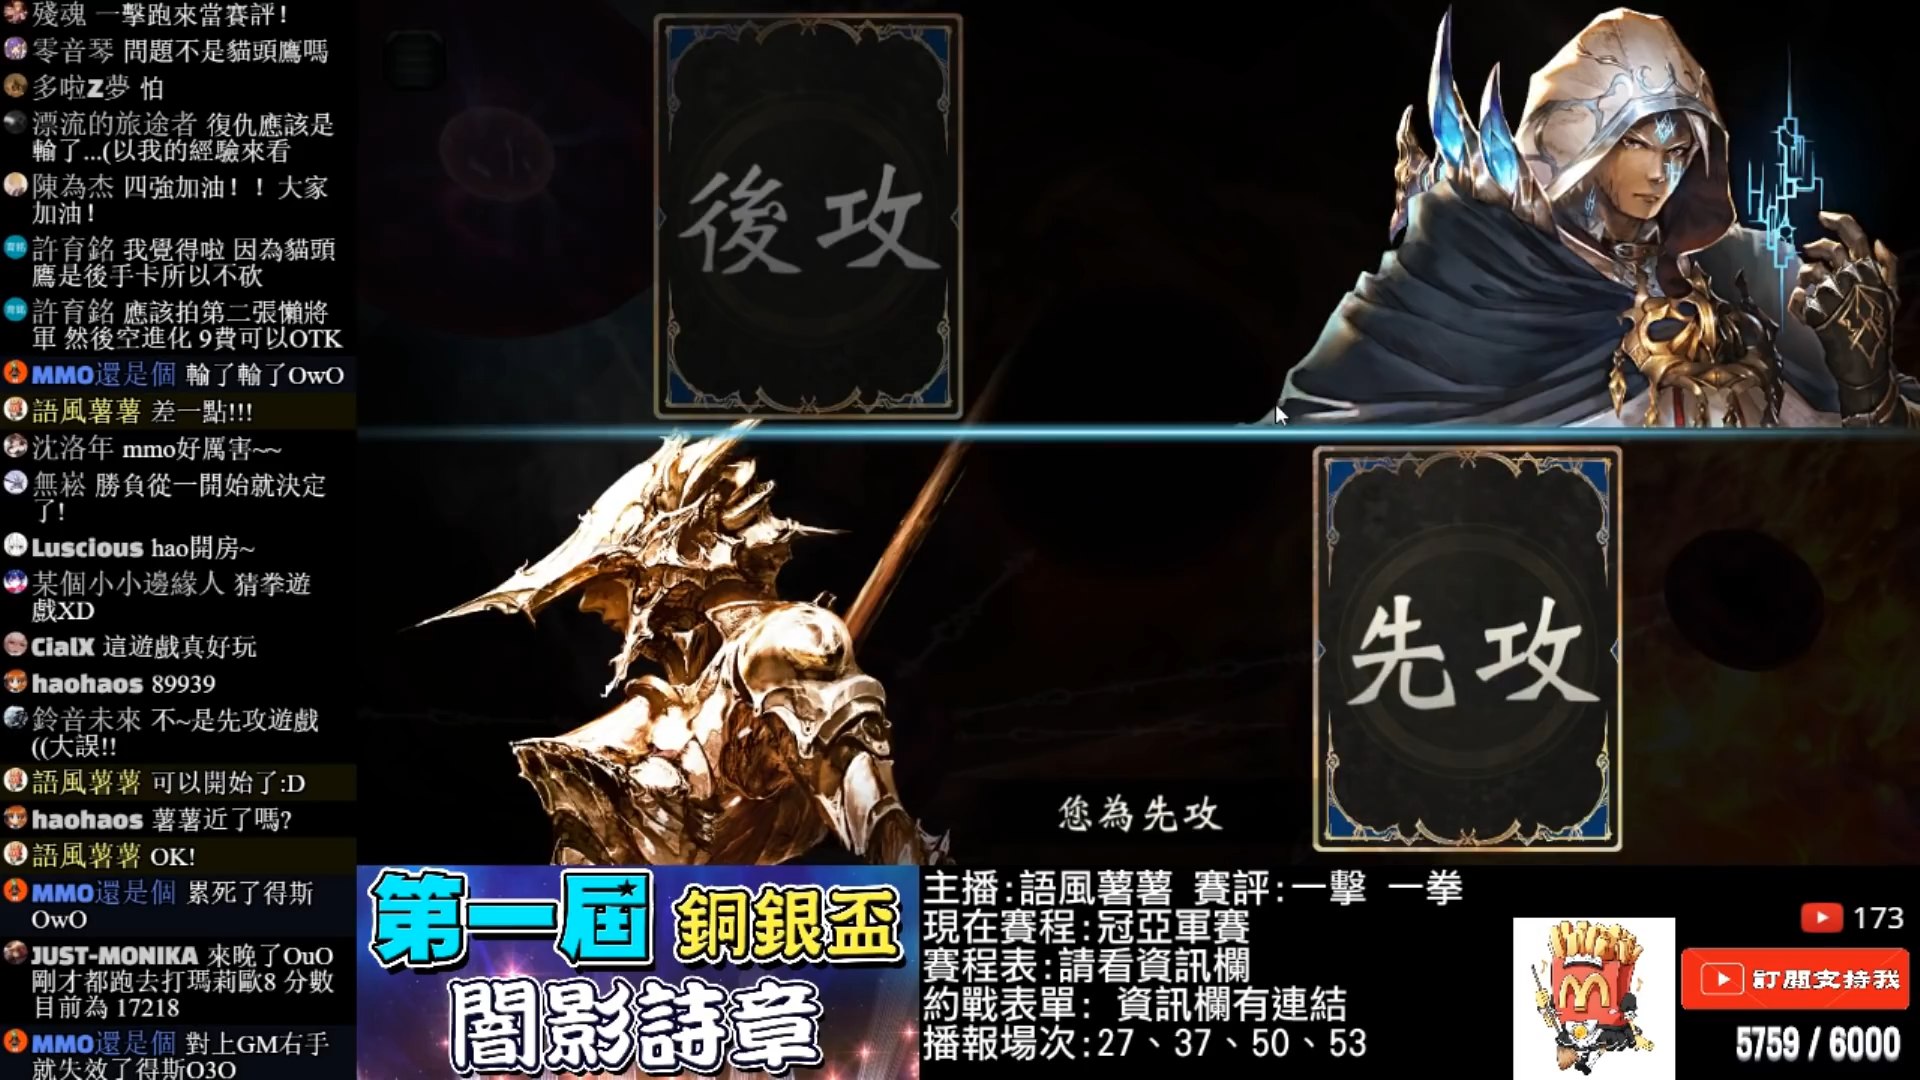 殘魂 一擊跑來當賽評!
零音琴 問題不是貓頭鷹嗎
多啦Z夢 怕
漂流的旅途者 復仇應該是
輸了...(以我的經驗來看
陳為杰 四強加油！！大家
加油!
許育銘 我覺得啦 因為貓頭
鷹是後手卡所以不砍
許育銘 應該拍第二張懶將
軍 然後空進化 9費可以OTK
MMO還是個 輸了輸了OwO
語風薯薯 差一點!!!
沈洛年 mmo好厲害~~
無崧 勝負從一開始就決定
了!
Luscious hao開房~
某個小小邊緣人 猜拳遊
戲XD
CialX 這遊戲真好玩
haohaos 89939
鈴音未來 不~是先攻遊戲
((大誤!!
語風薯薯 可以開始了:D
haohaos 薯薯近了嗎?
語風薯薯 OK!
MMO還是個 累死了得斯
OwO
JUST-MONIKA 來晚了OuO
剛才都跑去打瑪莉歐8 分數
目前為 17218
MMO還是個 對上GM右手
就失效了得斯O3O
後攻
先攻
您為先攻
第一屆 銅銀盃
闇影詩章
主播:語風薯薯 賽評:一擊 一拳
現在賽程:冠亞軍賽
賽程表:請看資訊欄
約戰表單: 資訊欄有連結
播報場次:27、37、50、53
173
訂閱支持我
5759 / 6000